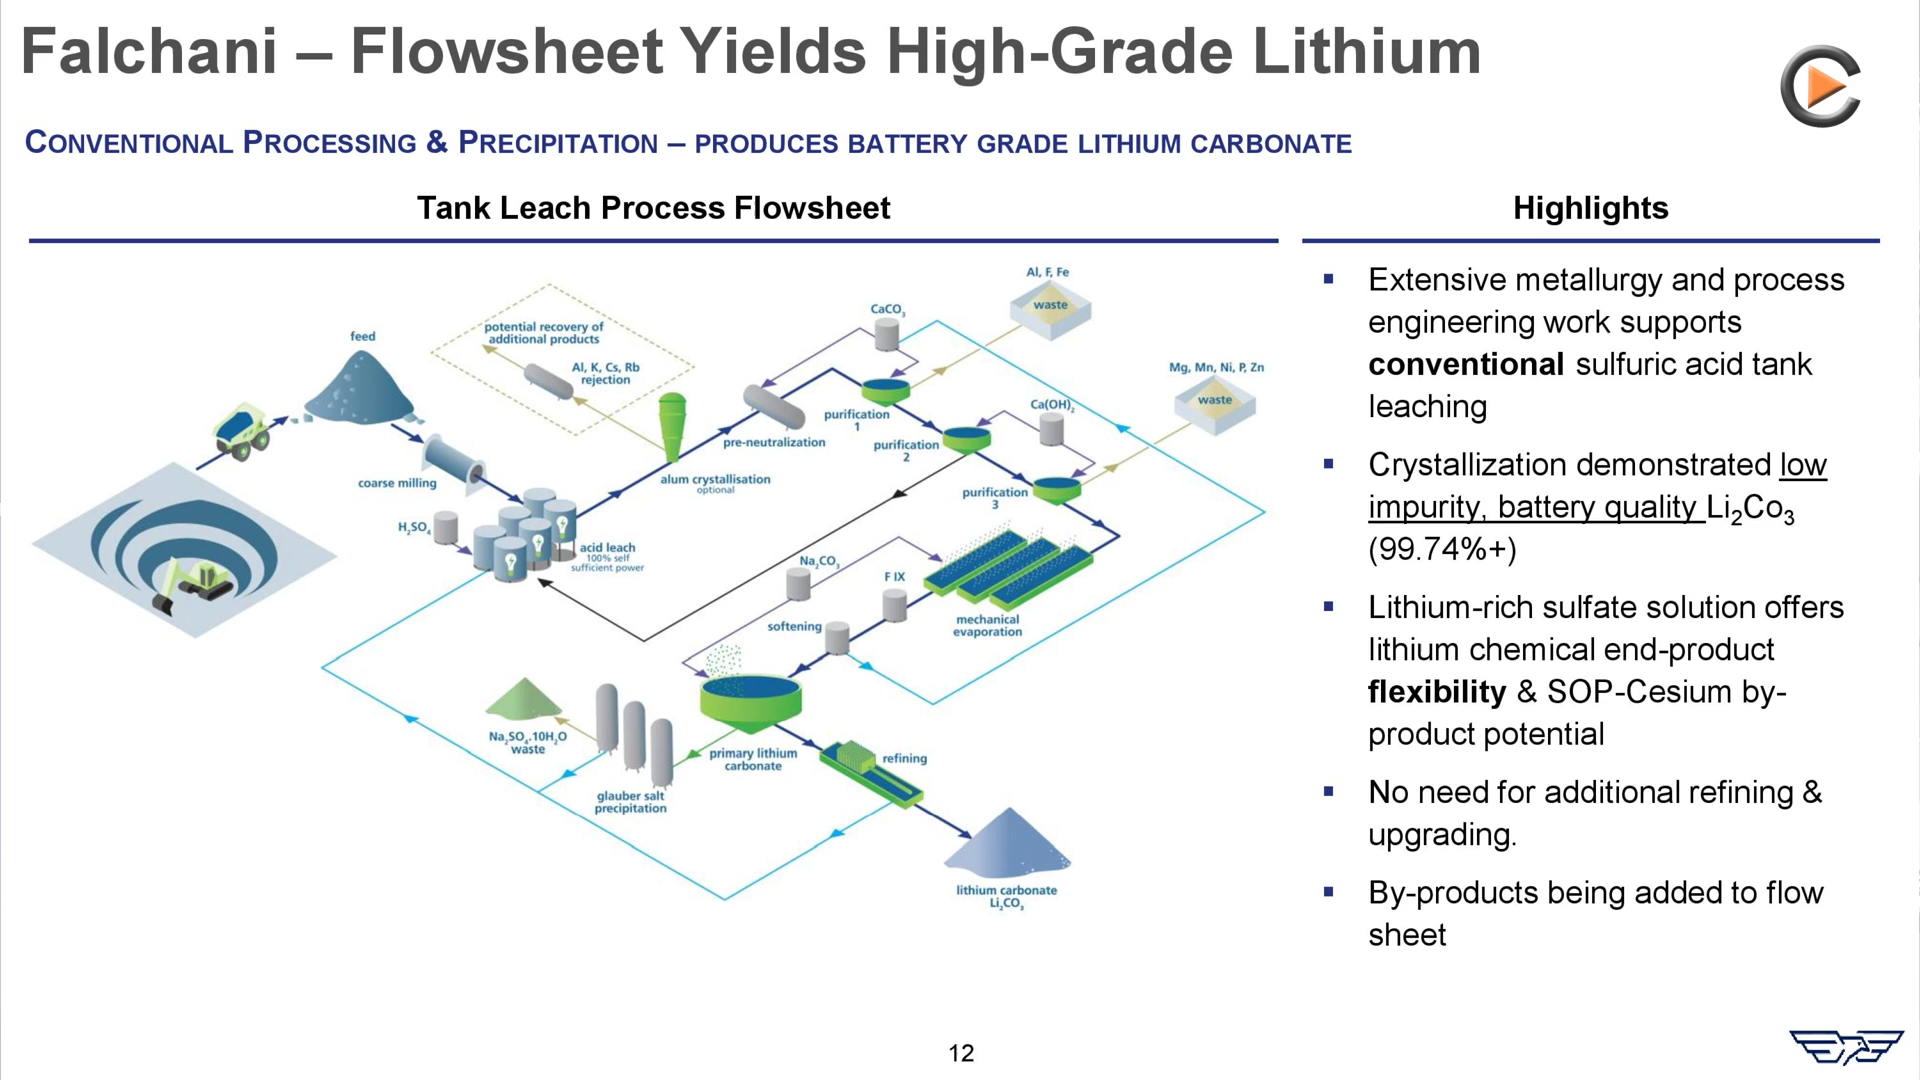 Falchani – Flowsheet Yields High-Grade Lithium
CONVENTIONAL PROCESSING & PRECIPITATION – PRODUCES BATTERY GRADE LITHIUM CARBONATE
Tank Leach Process Flowsheet
feed
coarse milling
H₂SO₄
acid leach
100% self
sufficient power
potential recovery of
additional products
Al, K, Cs, Rb
rejection
alum crystallisation
optional
pre-neutralization
CaCO₃
purification
1
Al, F, Fe
waste
purification
2
Ca(OH)₂
Mg, Mn, Ni, P, Zn
waste
purification
3
mechanical
evaporation
F IX
Na₂CO₃
softening
primary lithium
carbonate
Na₂SO₄.10H₂O
waste
glauber salt
precipitation
refining
lithium carbonate
Li₂CO₃
Highlights
▪ Extensive metallurgy and process
engineering work supports
conventional sulfuric acid tank
leaching
▪ Crystallization demonstrated low
impurity, battery quality Li₂Co₃
(99.74%+)
▪ Lithium-rich sulfate solution offers
lithium chemical end-product
flexibility & SOP-Cesium by-
product potential
▪ No need for additional refining &
upgrading.
▪ By-products being added to flow
sheet
12